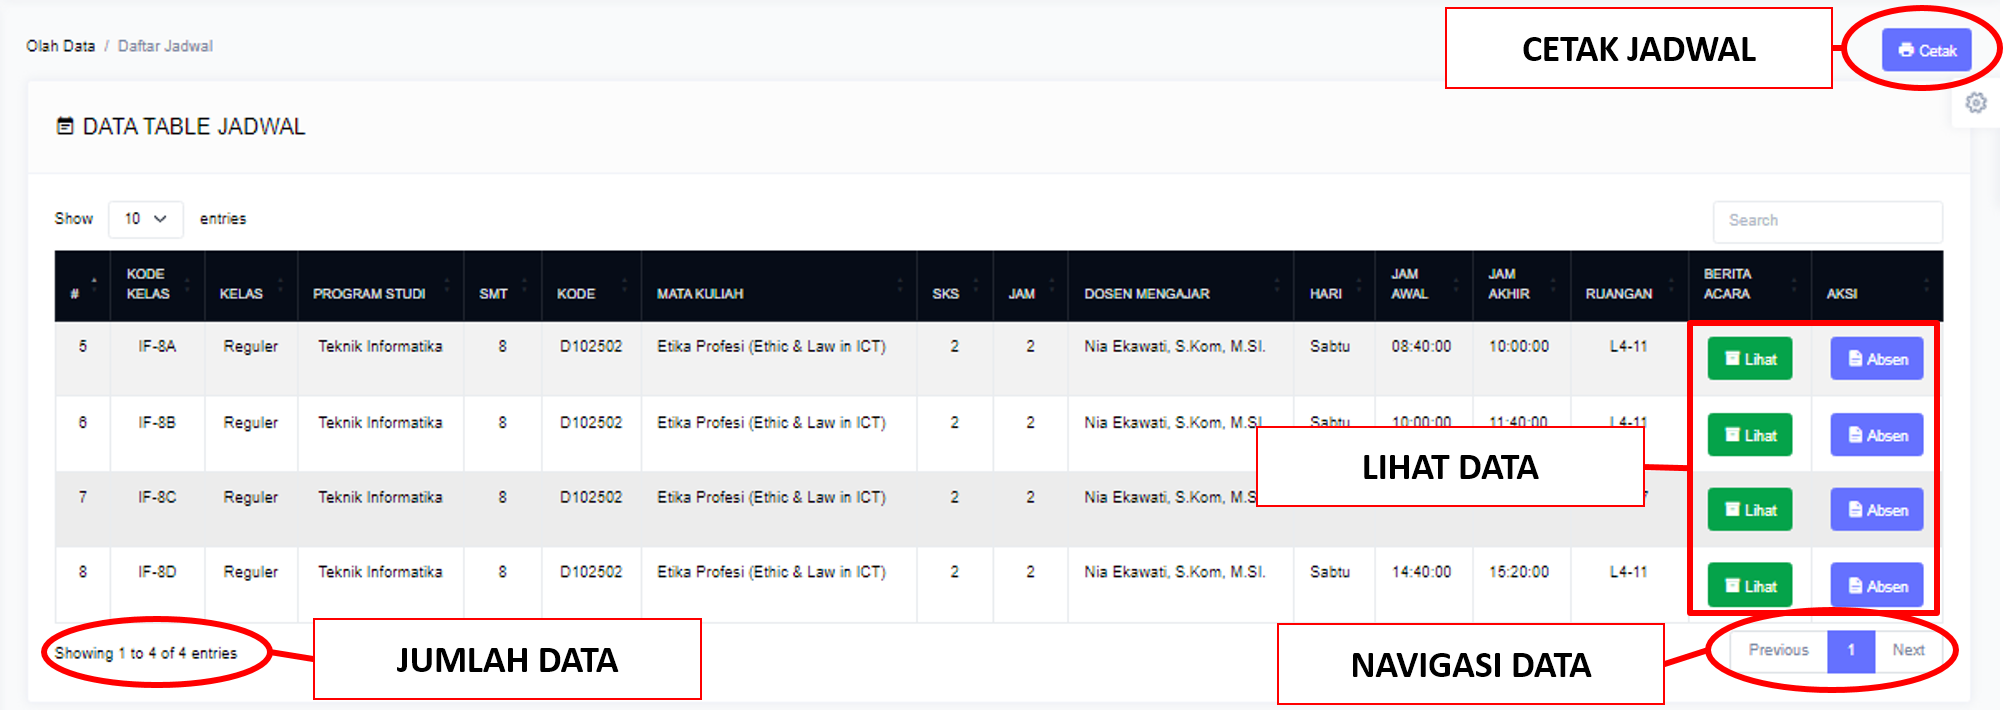 CETAK JADWAL
Cetak
Olah Data / Daftar Jadwal
DATA TABLE JADWAL
Show 10 entries
Search
# KODE KELAS KELAS PROGRAM STUDI SMT KODE MATA KULIAH SKS JAM DOSEN MENGAJAR HARI JAM AWAL JAM AKHIR RUANGAN BERITA ACARA AKSI
5 IF-8A Reguler Teknik Informatika 8 D102502 Etika Profesi (Ethic & Law in ICT) 2 2 Nia Ekawati, S.Kom, M.SI. Sabtu 08:40:00 10:00:00 L4-11 Lihat Absen
6 IF-8B Reguler Teknik Informatika 8 D102502 Etika Profesi (Ethic & Law in ICT) 2 2 Nia Ekawati, S.Kom, M.SI. Sabtu 10:00:00 11:40:00 L4-11 Lihat Absen
LIHAT DATA
7 IF-8C Reguler Teknik Informatika 8 D102502 Etika Profesi (Ethic & Law in ICT) 2 2 Nia Ekawati, S.Kom, Lihat Absen
8 IF-8D Reguler Teknik Informatika 8 D102502 Etika Profesi (Ethic & Law in ICT) 2 2 Nia Ekawati, S.Kom, M.SI. Sabtu 14:40:00 15:20:00 L4-11 Lihat Absen
Showing 1 to 4 of 4 entries
JUMLAH DATA
NAVIGASI DATA
Previous 1 Next